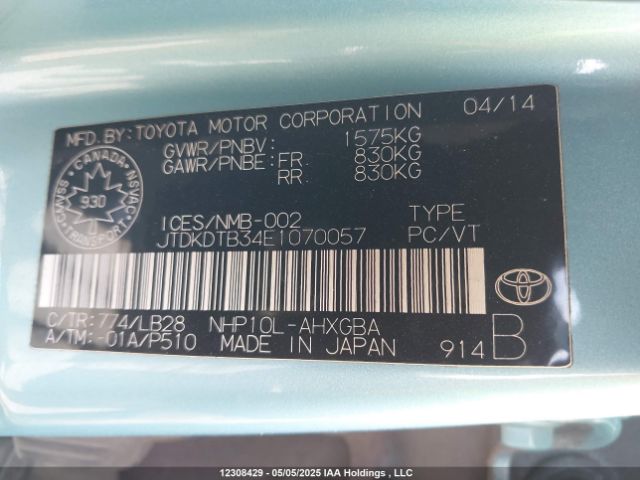 MFD. BY: TOYOTA MOTOR CORPORATION 04/14
GVWR/PNBV: 1575KG
GAWR/PNBE: FR 830KG
RR 830KG
CANADA
CMVSS NSVAC
930
ICES/NMB-002 TYPE
JTDKDTB34E1070057 PC/VT
C/TR: 774/LB28 NHP10L-AHXGBA
A/TM: -01A/P510 MADE IN JAPAN 914 B
12308429 - 05/05/2025 IAA Holdings , LLC